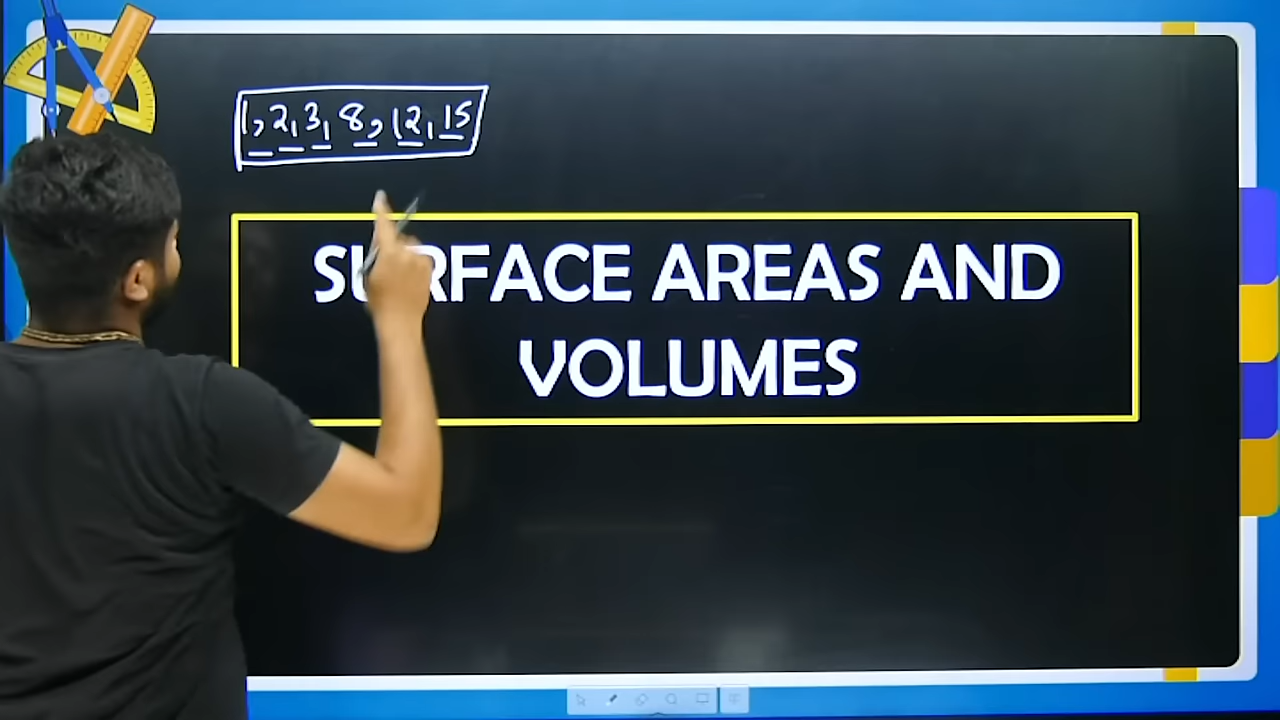 1, 2, 3, 8, 12, 15
SURFACE AREAS AND
VOLUMES